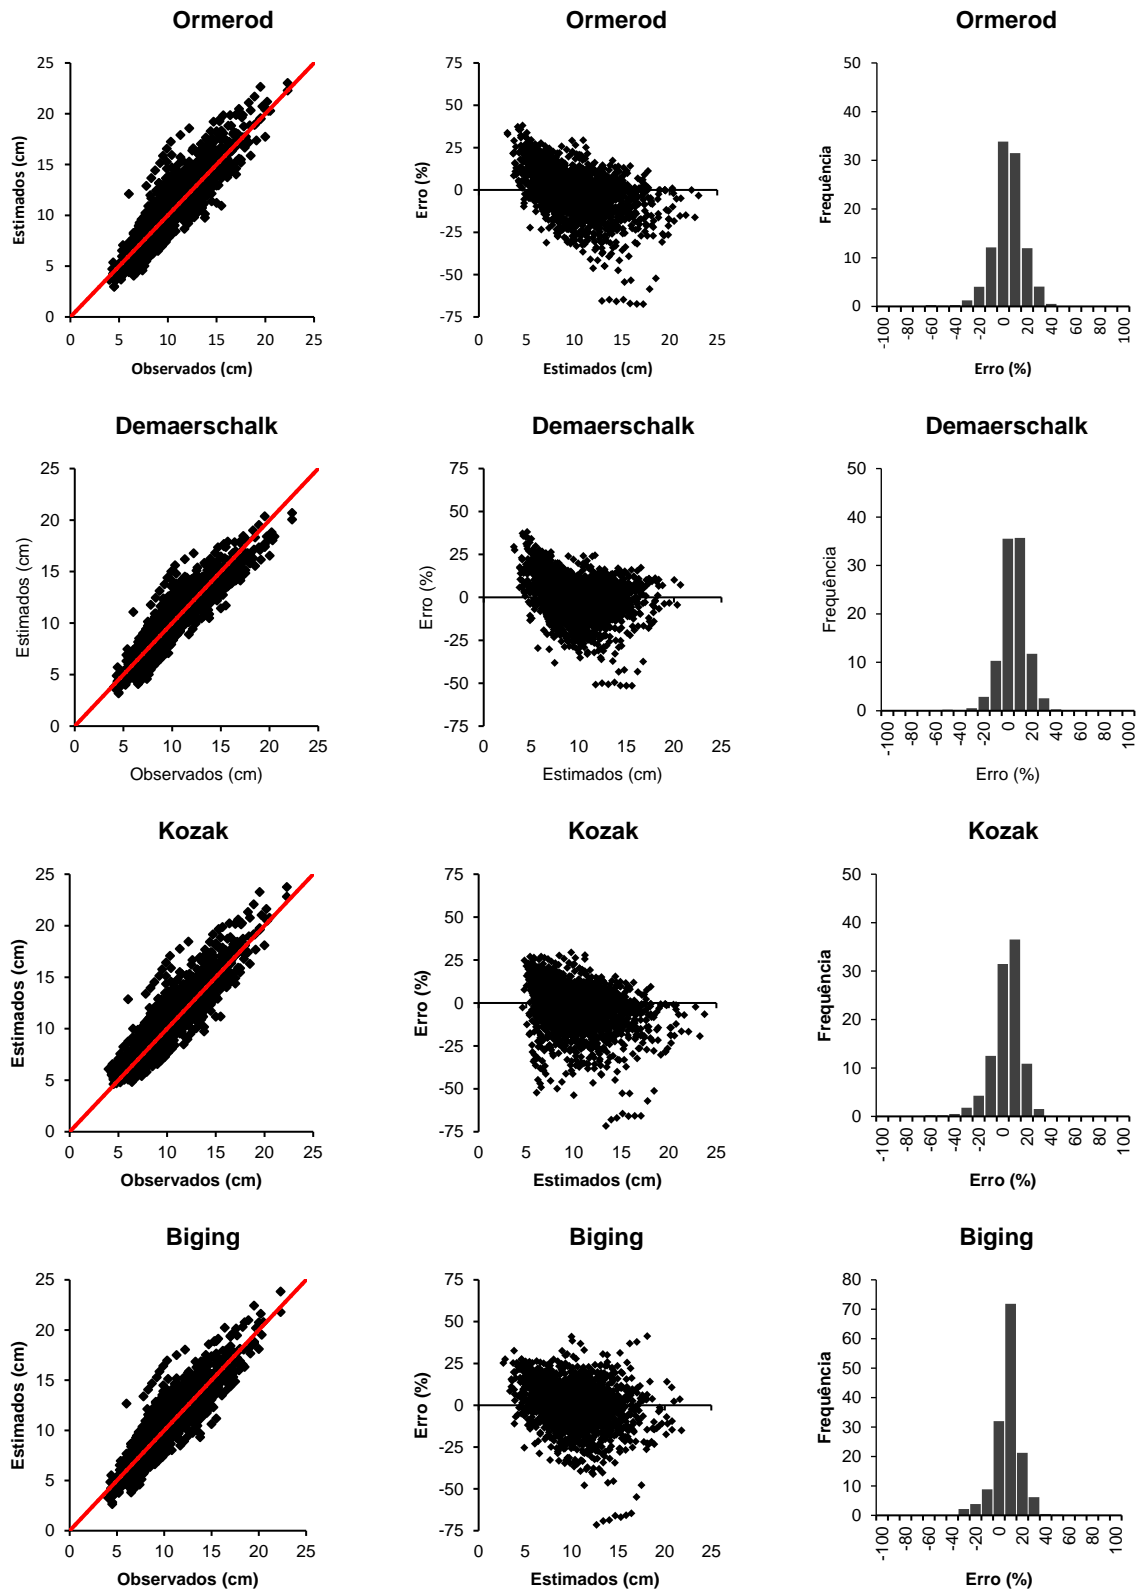 Ormerod Ormerod Ormerod
25 20 15 10 5 0
Estimados (cm)
0 5 10 15 20 25
Observados (cm)
75 50 25 0 -25 -50 -75
Erro (%)
0 5 10 15 20 25
Estimados (cm)
50 40 30 20 10 0
Frequência
-100 -80 -60 -40 -20 0 20 40 60 80 100
Erro (%)
Demaerschalk Demaerschalk Demaerschalk
25 20 15 10 5 0
Estimados (cm)
0 5 10 15 20 25
Observados (cm)
75 50 25 0 -25 -50 -75
Erro (%)
0 5 10 15 20 25
Estimados (cm)
50 40 30 20 10 0
Frequência
-100 -80 -60 -40 -20 0 20 40 60 80 100
Erro (%)
Kozak Kozak Kozak
25 20 15 10 5 0
Estimados (cm)
0 5 10 15 20 25
Observados (cm)
75 50 25 0 -25 -50 -75
Erro (%)
0 5 10 15 20 25
Estimados (cm)
50 40 30 20 10 0
Frequência
-100 -80 -60 -40 -20 0 20 40 60 80 100
Erro (%)
Biging Biging Biging
25 20 15 10 5 0
Estimados (cm)
0 5 10 15 20 25
Observados (cm)
75 50 25 0 -25 -50 -75
Erro (%)
0 5 10 15 20 25
Estimados (cm)
80 70 60 50 40 30 20 10 0
Frequência
-100 -80 -60 -40 -20 0 20 40 60 80 100
Erro (%)